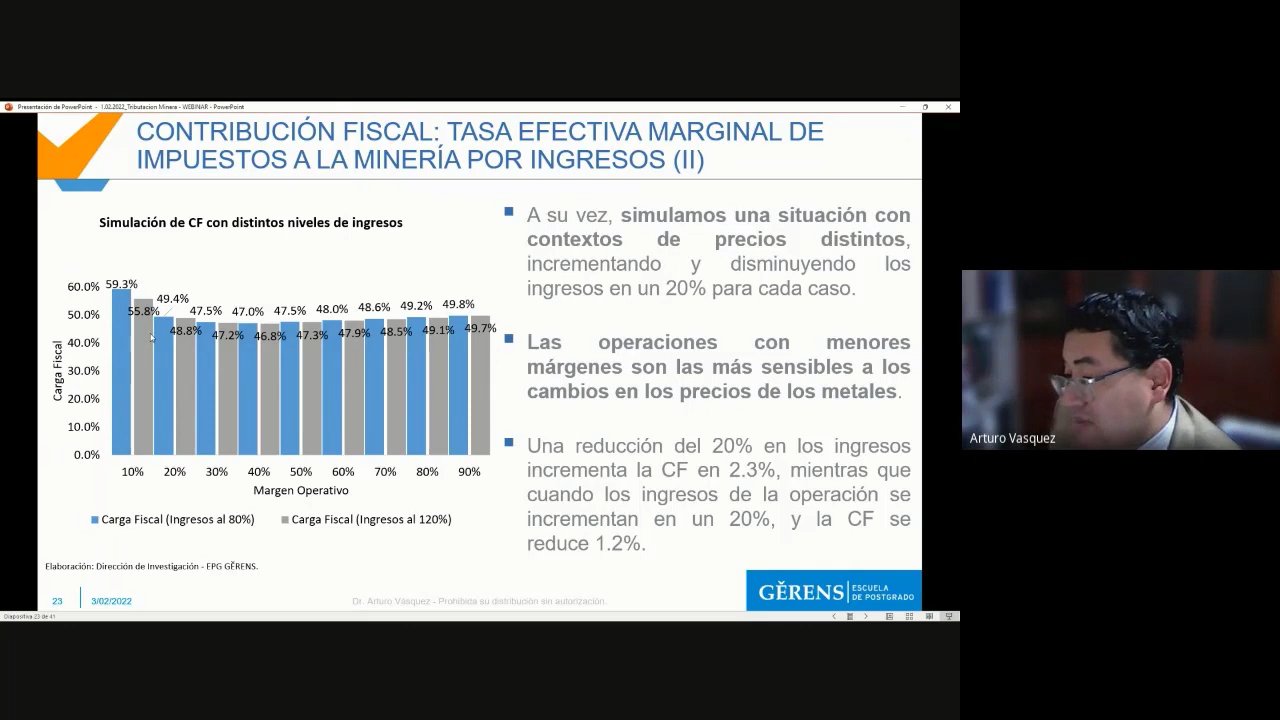 Presentación de PowerPoint - 1.02.2022_Tributacion Minera - WEBINAR - PowerPoint
CONTRIBUCIÓN FISCAL: TASA EFECTIVA MARGINAL DE
IMPUESTOS A LA MINERÍA POR INGRESOS (II)
Simulación de CF con distintos niveles de ingresos
Carga Fiscal
60.0%
50.0%
40.0%
30.0%
20.0%
10.0%
0.0%
59.3%
55.8%
49.4%
48.8%
47.5%
47.2%
47.0%
46.8%
47.5%
47.3%
48.0%
47.9%
48.6%
48.5%
49.2%
49.1%
49.8%
49.7%
10% 20% 30% 40% 50% 60% 70% 80% 90%
Margen Operativo
Carga Fiscal (Ingresos al 80%) Carga Fiscal (Ingresos al 120%)
A su vez, simulamos una situación con
contextos de precios distintos,
incrementando y disminuyendo los
ingresos en un 20% para cada caso.
Las operaciones con menores
márgenes son las más sensibles a los
cambios en los precios de los metales.
Una reducción del 20% en los ingresos
incrementa la CF en 2.3%, mientras que
cuando los ingresos de la operación se
incrementan en un 20%, y la CF se
reduce 1.2%.
Elaboración: Dirección de Investigación - EPG GĚRENS.
23 3/02/2022
Dr. Arturo Vásquez - Prohibida su distribución sin autorización.
GĚRENS ESCUELA
DE POSTGRADO
Diapositiva 23 de 41
Arturo Vasquez